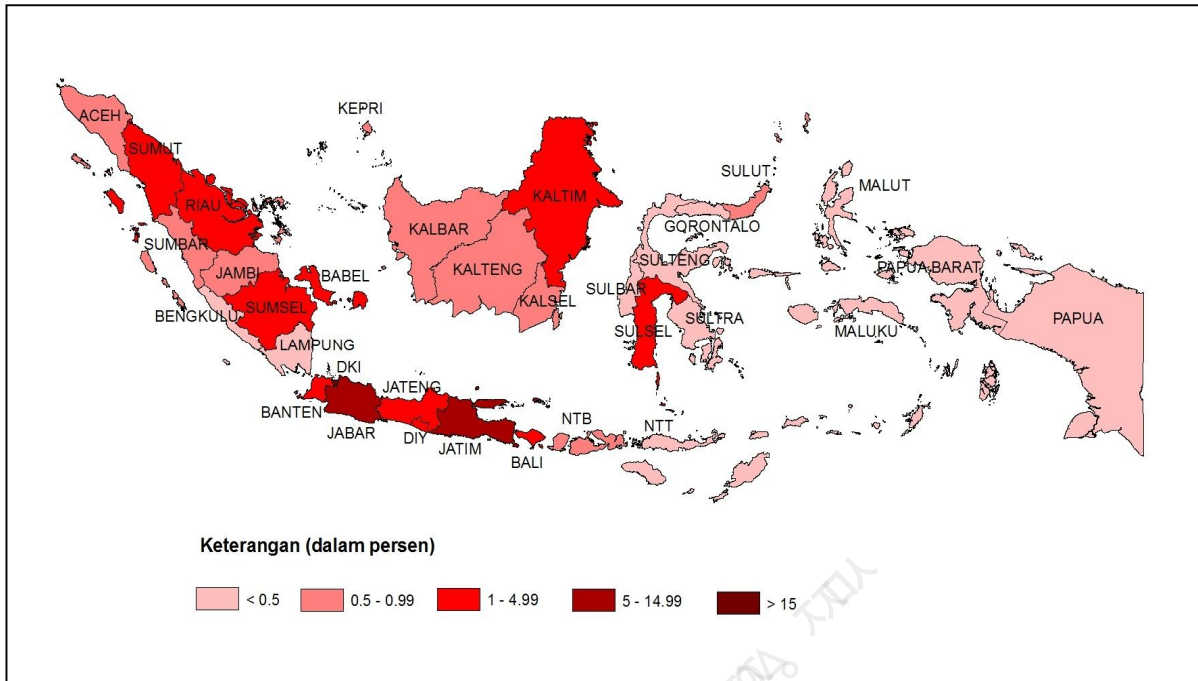 ACEH
KEPRI
SUMUT
SULUT
MALUT
RIAU
KALTIM
KALBAR
GORONTALO
SUMBAR
SULTENG
KALTENG
PAPUA BARAT
JAMBI
BABEL
SULBAR
KALSEL
BENGKULU
SUMSEL
SULTRA
PAPUA
SULSEL
MALUKU
LAMPUNG
DKI
JATENG
BANTEN
NTB
NTT
JABAR
DIY
JATIM
BALI
Keterangan (dalam persen)
< 0.5
0.5 - 0.99
1 - 4.99
5 - 14.99
> 15